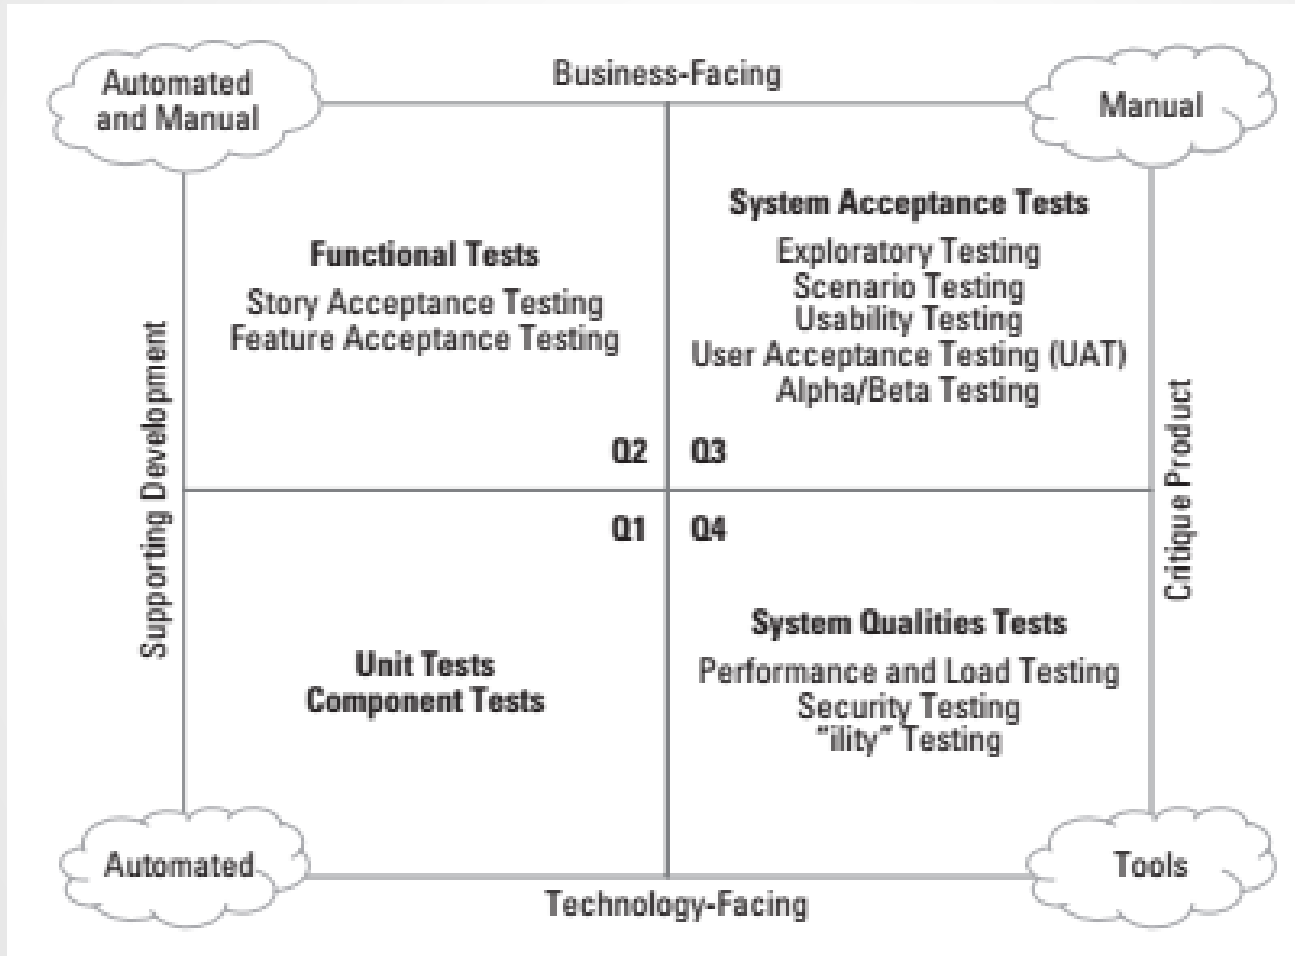 Business-Facing
Automated
and Manual
Manual
Functional Tests
Story Acceptance Testing
Feature Acceptance Testing
System Acceptance Tests
Exploratory Testing
Scenario Testing
Usability Testing
User Acceptance Testing (UAT)
Alpha/Beta Testing
Supporting Development
Q2
Q3
Critique Product
Q1
Q4
Unit Tests
Component Tests
System Qualities Tests
Performance and Load Testing
Security Testing
“ility” Testing
Automated
Tools
Technology-Facing